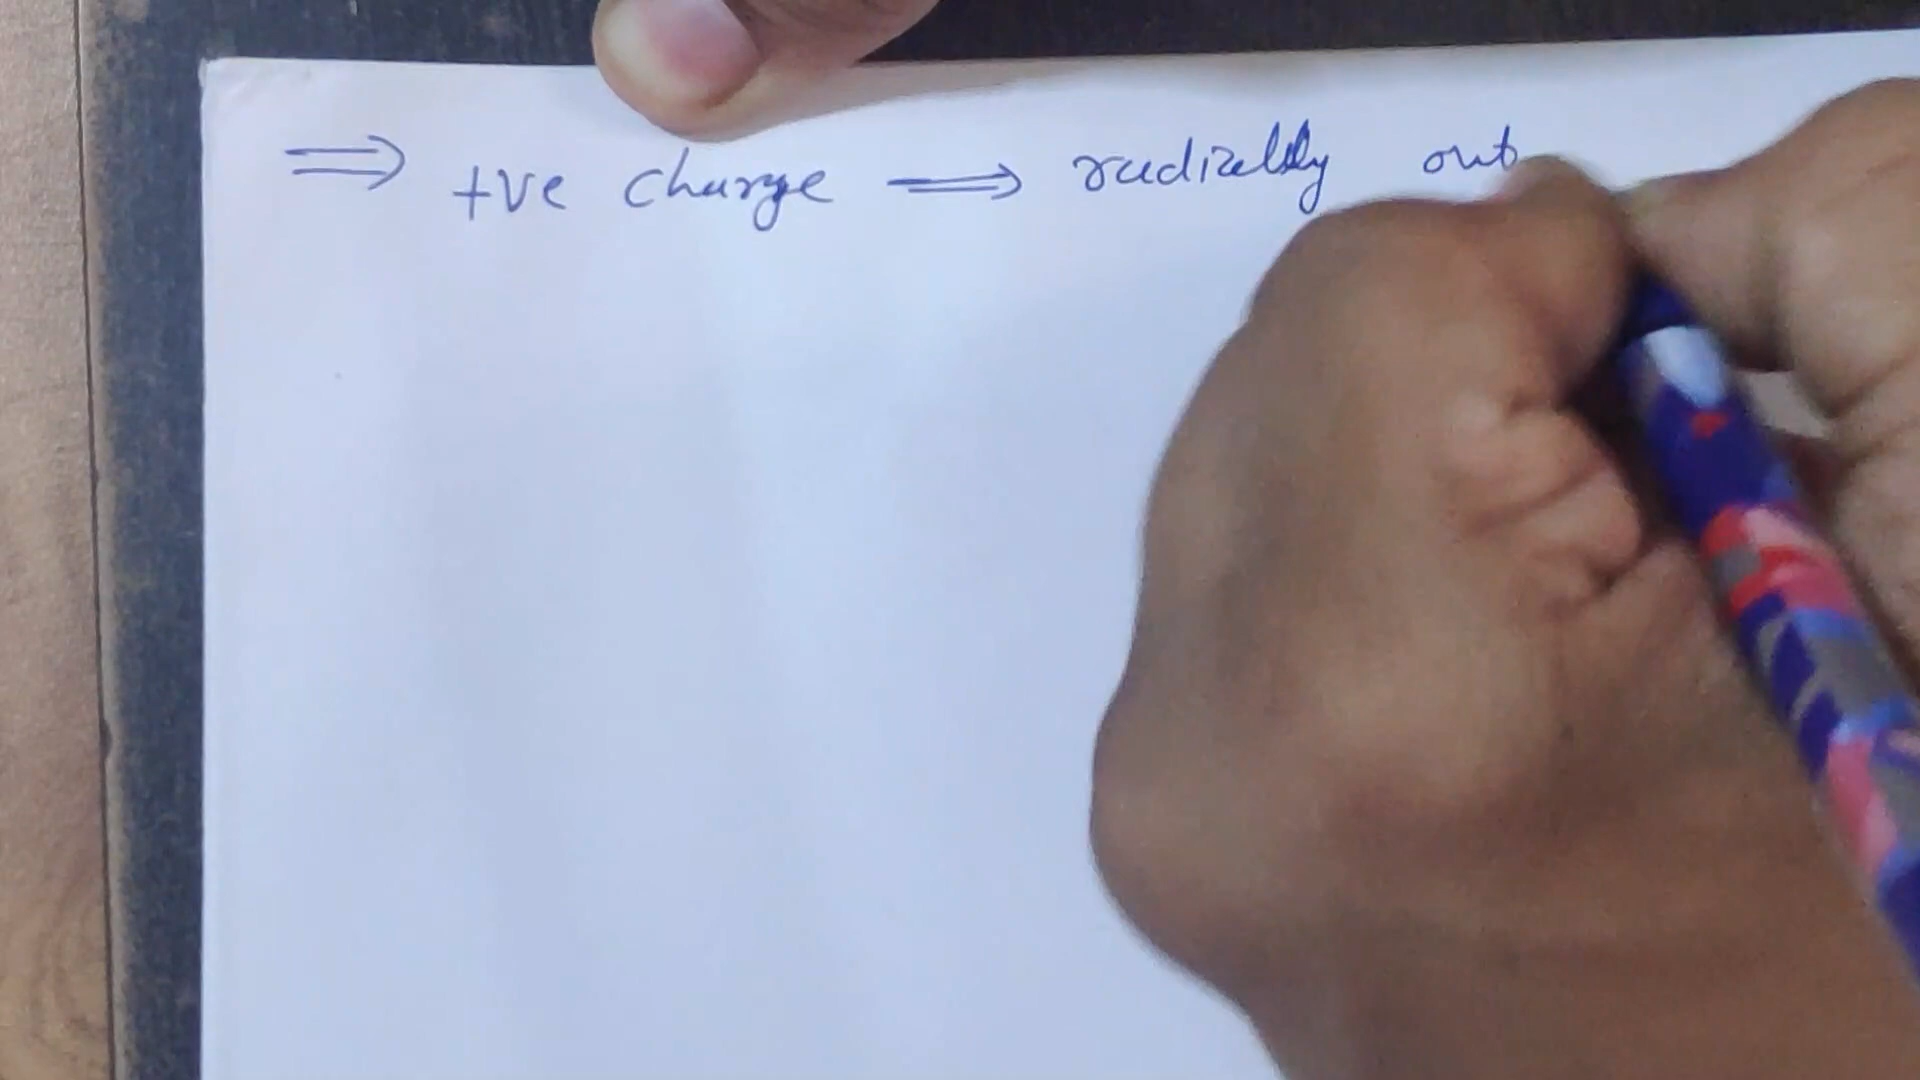 ⇒ +ve charge ⇒ radially out